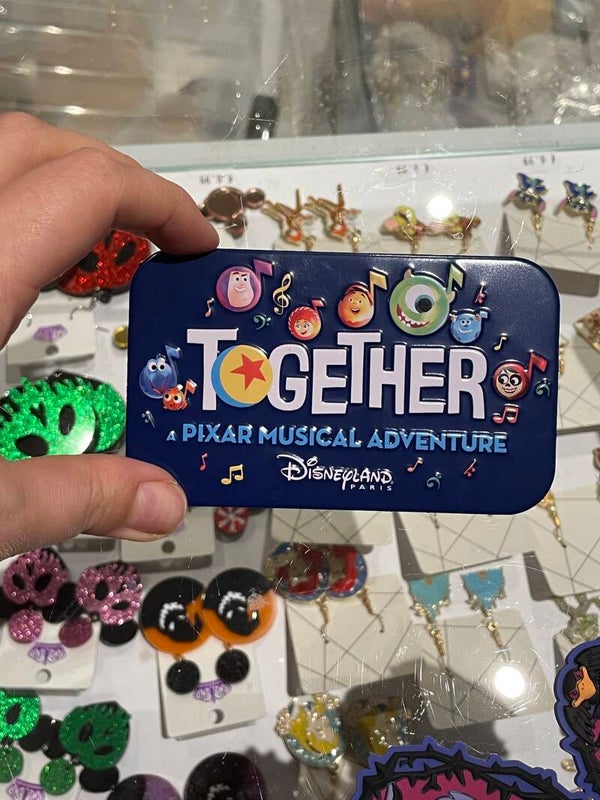 TOGETHER
A PIXAR MUSICAL ADVENTURE
Disneyland
PARIS